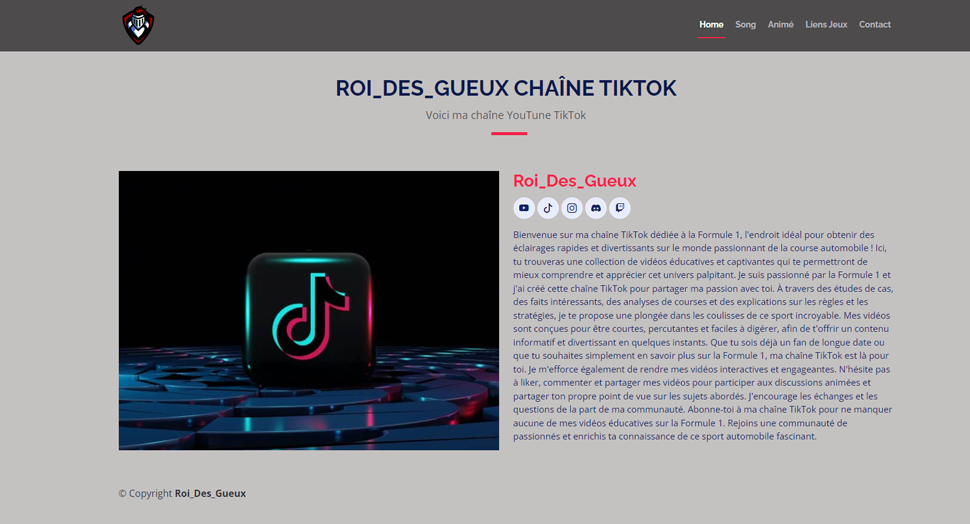 Home Song Animé Liens Jeux Contact
ROI_DES_GUEUX CHAÎNE TIKTOK
Voici ma chaîne YouTune TikTok
Roi_Des_Gueux
Bienvenue sur ma chaîne TikTok dédiée à la Formule 1, l'endroit idéal pour obtenir des
éclairages rapides et divertissants sur le monde passionnant de la course automobile ! Ici,
tu trouveras une collection de vidéos éducatives et captivantes qui te permettront de
mieux comprendre et apprécier cet univers palpitant. Je suis passionné par la Formule 1 et
j'ai créé cette chaîne TikTok pour partager ma passion avec toi. À travers des études de cas,
des faits intéressants, des analyses de courses et des explications sur les règles et les
stratégies, je te propose une plongée dans les coulisses de ce sport incroyable. Mes vidéos
sont conçues pour être courtes, percutantes et faciles à digérer, afin de t'offrir un contenu
informatif et divertissant en quelques instants. Que tu sois déjà un fan de longue date ou
que tu souhaites simplement en savoir plus sur la Formule 1, ma chaîne TikTok est là pour
toi. Je m'efforce également de rendre mes vidéos interactives et engageantes. N'hésite pas
à liker, commenter et partager mes vidéos pour participer aux discussions animées et
partager ton propre point de vue sur les sujets abordés. J'encourage les échanges et les
questions de la part de ma communauté. Abonne-toi à ma chaîne TikTok pour ne manquer
aucune de mes vidéos éducatives sur la Formule 1. Rejoins une communauté de
passionnés et enrichis ta connaissance de ce sport automobile fascinant.
© Copyright Roi_Des_Gueux